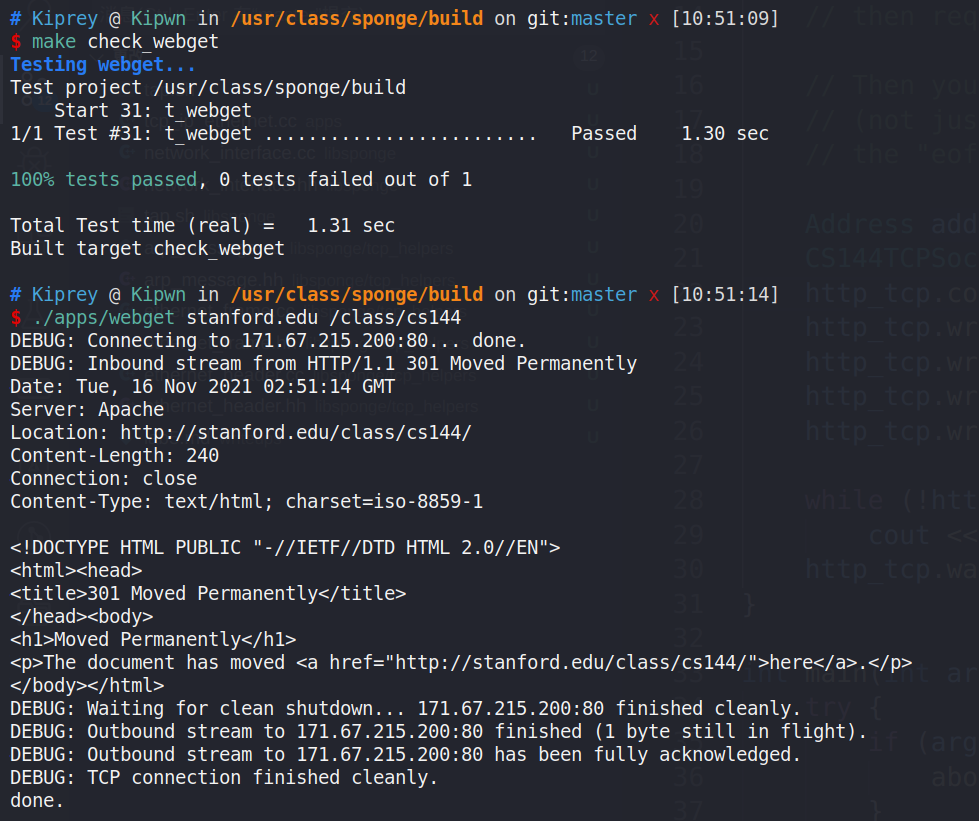 # Kiprey @ Kipwn in /usr/class/sponge/build on git:master x [10:51:09]
$ make check_webget
Testing webget...
Test project /usr/class/sponge/build
    Start 31: t_webget
1/1 Test #31: t_webget .........................   Passed    1.30 sec

100% tests passed, 0 tests failed out of 1

Total Test time (real) =   1.31 sec
Built target check_webget

# Kiprey @ Kipwn in /usr/class/sponge/build on git:master x [10:51:14]
$ ./apps/webget stanford.edu /class/cs144
DEBUG: Connecting to 171.67.215.200:80... done.
DEBUG: Inbound stream from HTTP/1.1 301 Moved Permanently
Date: Tue, 16 Nov 2021 02:51:14 GMT
Server: Apache
Location: http://stanford.edu/class/cs144/
Content-Length: 240
Connection: close
Content-Type: text/html; charset=iso-8859-1

<!DOCTYPE HTML PUBLIC "-//IETF//DTD HTML 2.0//EN">
<html><head>
<title>301 Moved Permanently</title>
</head><body>
<h1>Moved Permanently</h1>
<p>The document has moved <a href="http://stanford.edu/class/cs144/">here</a>.</p>
</body></html>
DEBUG: Waiting for clean shutdown... 171.67.215.200:80 finished cleanly.
DEBUG: Outbound stream to 171.67.215.200:80 finished (1 byte still in flight).
DEBUG: Outbound stream to 171.67.215.200:80 has been fully acknowledged.
DEBUG: TCP connection finished cleanly.
done.
15
16 // Then you
17 // (not jus
18 // the "eof
19
20 Address add
21 CS144TCPSoc
http_tcp.co
23 http_tcp.wr
24 http_tcp.wr
25 http_tcp.wr
26 http_tcp.wr
27
28 while (!htt
29 cout <<
30 http_tcp.wa
31 }
32
int main(int ar
try {
if (arg
36 abo
37 }